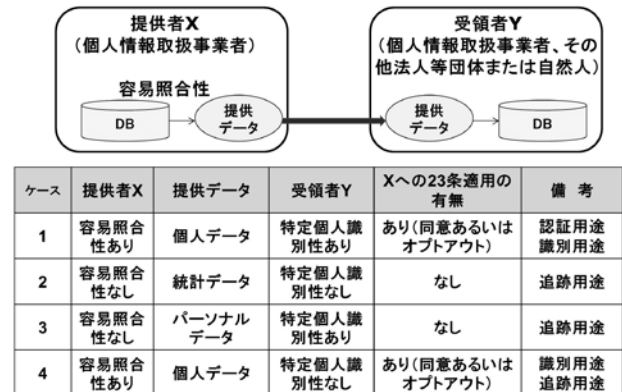 提供者X
(個人情報取扱事業者)
受領者Y
(個人情報取扱事業者、その
他法人等団体または自然人)
容易照合性
DB
提供
データ
提供
データ
DB
ケース
提供者X
提供データ
受領者Y
Xへの23条適用の
有無
備 考
1
容易照合
性あり
個人データ
特定個人識
別性あり
あり(同意あるいは
オプトアウト)
認証用途
識別用途
2
容易照合
性なし
統計データ
特定個人識
別性なし
なし
追跡用途
3
容易照合
性なし
パーソナル
データ
特定個人識
別性あり
なし
追跡用途
4
容易照合
性あり
個人データ
特定個人識
別性なし
あり(同意あるいは
オプトアウト)
識別用途
追跡用途